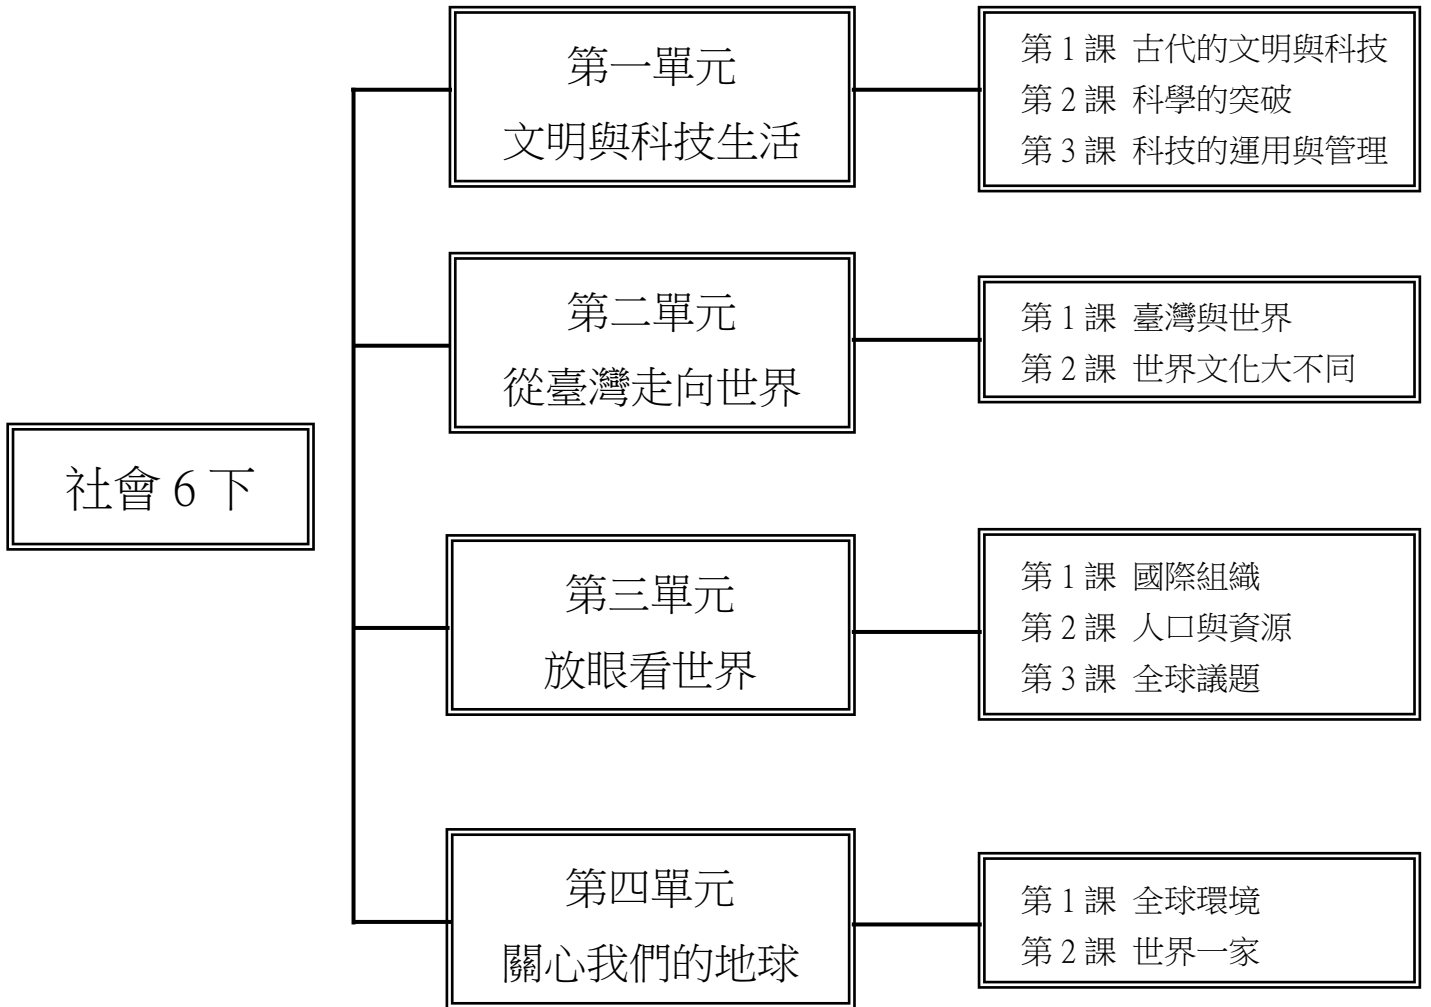 社會 6 下
第一單元
文明與科技生活
第 1 課 古代的文明與科技
第 2 課 科學的突破
第 3 課 科技的運用與管理
第二單元
從臺灣走向世界
第 1 課 臺灣與世界
第 2 課 世界文化大不同
第三單元
放眼看世界
第 1 課 國際組織
第 2 課 人口與資源
第 3 課 全球議題
第四單元
關心我們的地球
第 1 課 全球環境
第 2 課 世界一家